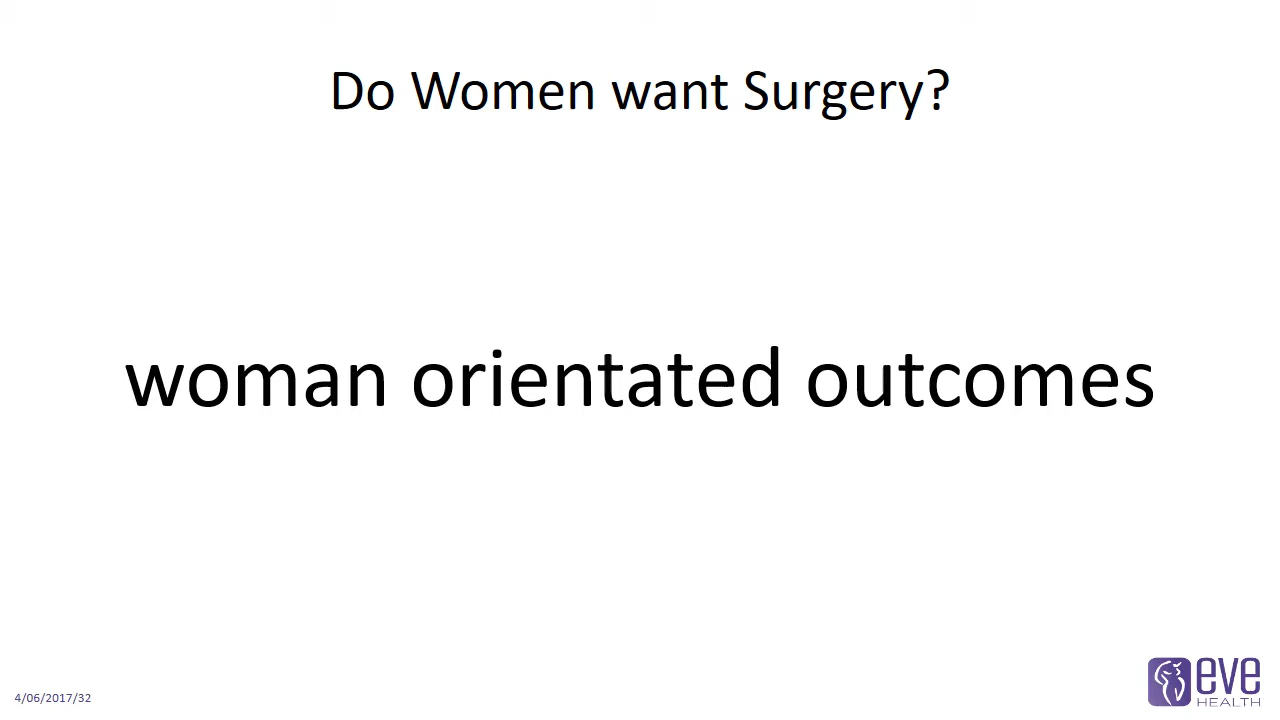 Do Women want Surgery?
woman orientated outcomes
4/06/2017/32
eve
HEALTH